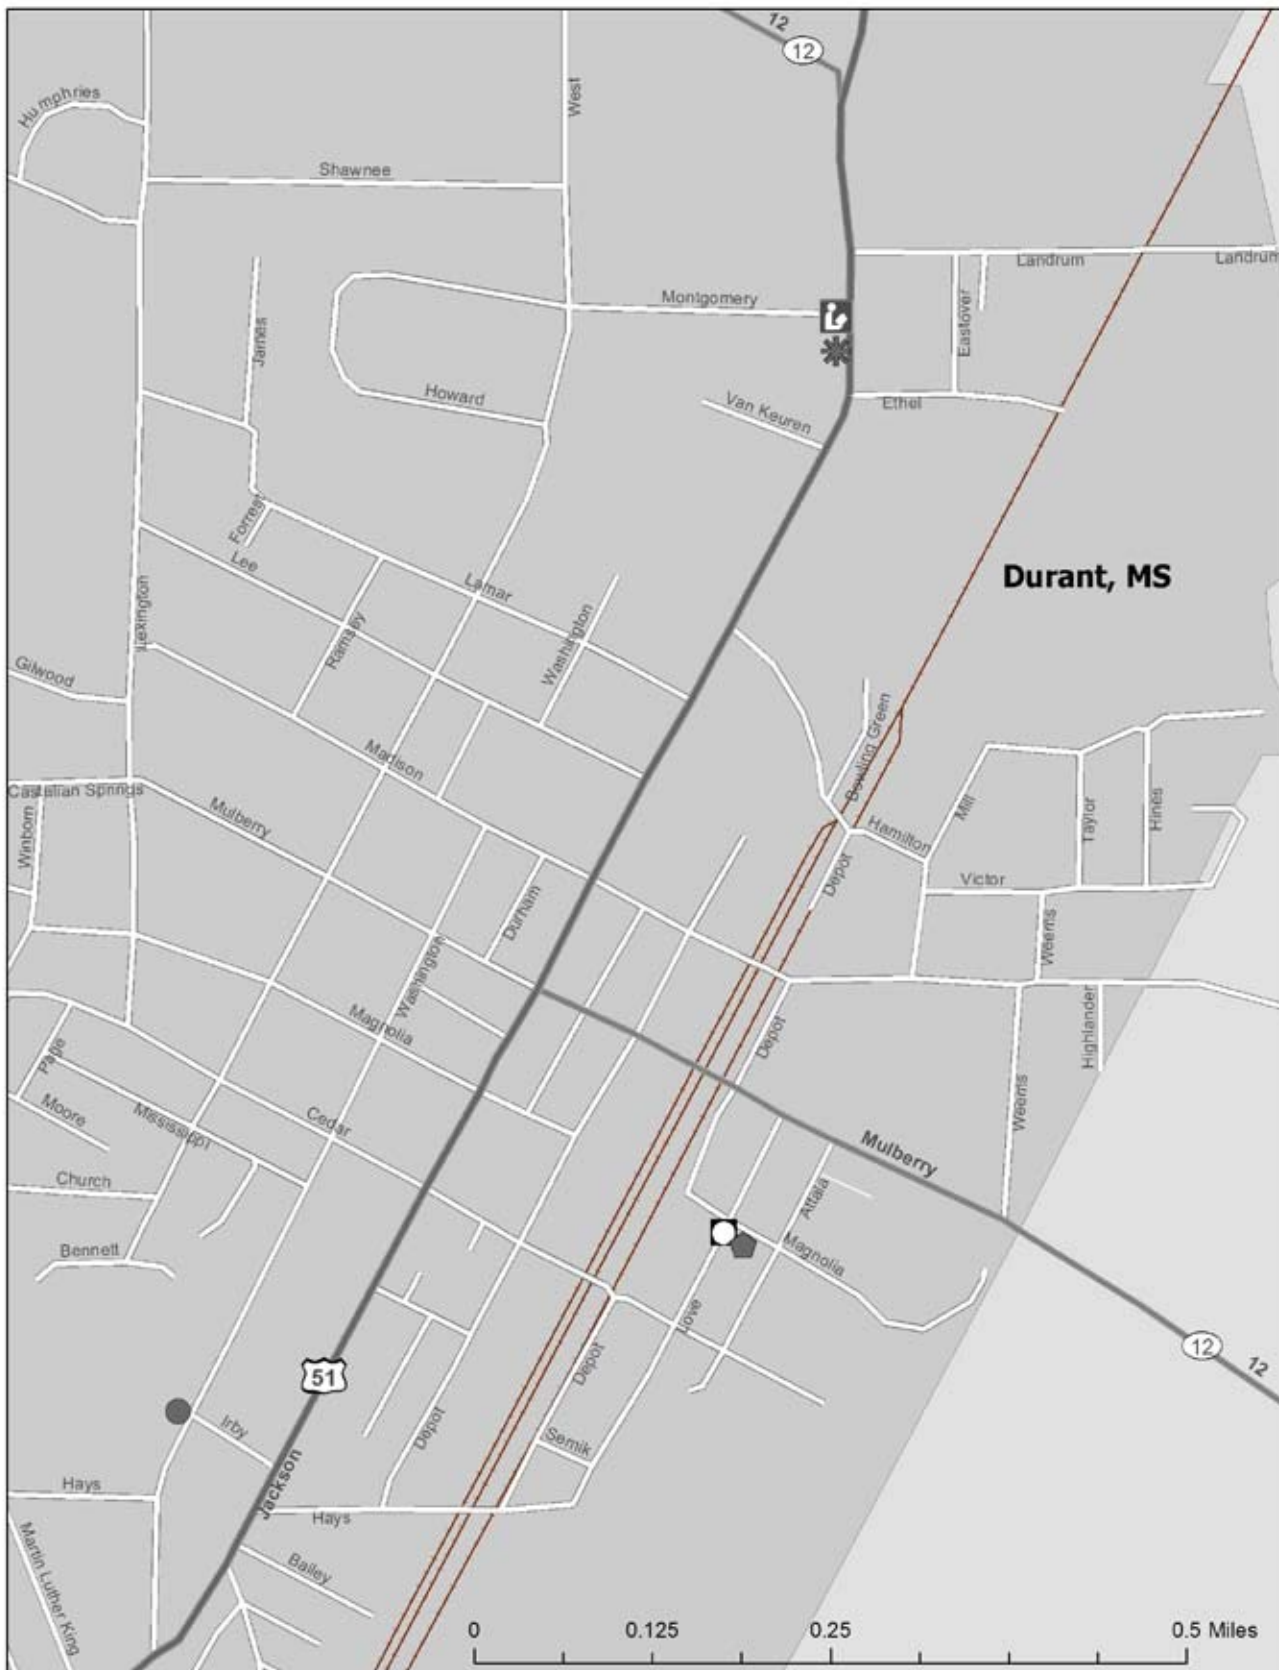 12
12
Humphries
West
Shawnee
Landrum
Landrum
Montgomery
Eastover
James
Howard
Van Keuren
Ethel
Forrest
Lee
Lamar
Durant, MS
Lexington
Ramsey
Washington
Gilwood
Bowling Green
Madison
Castalian Springs
Mulberry
Winborn
Hamilton
Mill
Taylor
Hines
Depot
Victor
Durham
Weems
Washington
Magnolia
Depot
Highlander
Page
Moore
Mississippi
Cedar
Weems
Mulberry
Church
Attala
Bennett
Magnolia
Love
12
12
51
Depot
Irby
Depot
Semik
Hays
Jackson
Hays
Martin Luther King
Bailey
0
0.125
0.25
0.5 Miles